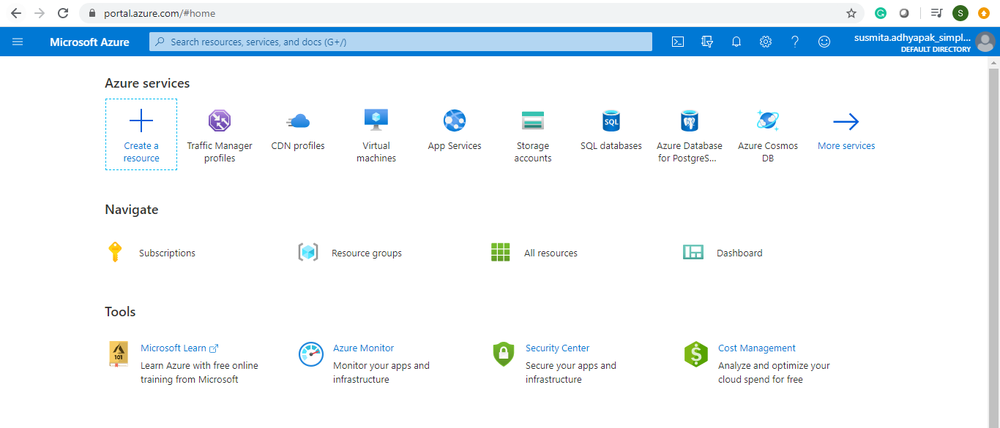 portal.azure.com/#home
G
S
Microsoft Azure
Search resources, services, and docs (G+/)
susmita.adhyapak_simpl...
DEFAULT DIRECTORY
Azure services
Create a
resource
Traffic Manager
profiles
CDN profiles
Virtual
machines
App Services
Storage
accounts
SQL
SQL databases
Azure Database
for PostgreS...
Azure Cosmos
DB
More services
Navigate
Subscriptions
Resource groups
All resources
Dashboard
Tools
101
Microsoft Learn
Learn Azure with free online
training from Microsoft
Azure Monitor
Monitor your apps and
infrastructure
Security Center
Secure your apps and
infrastructure
$
Cost Management
Analyze and optimize your
cloud spend for free